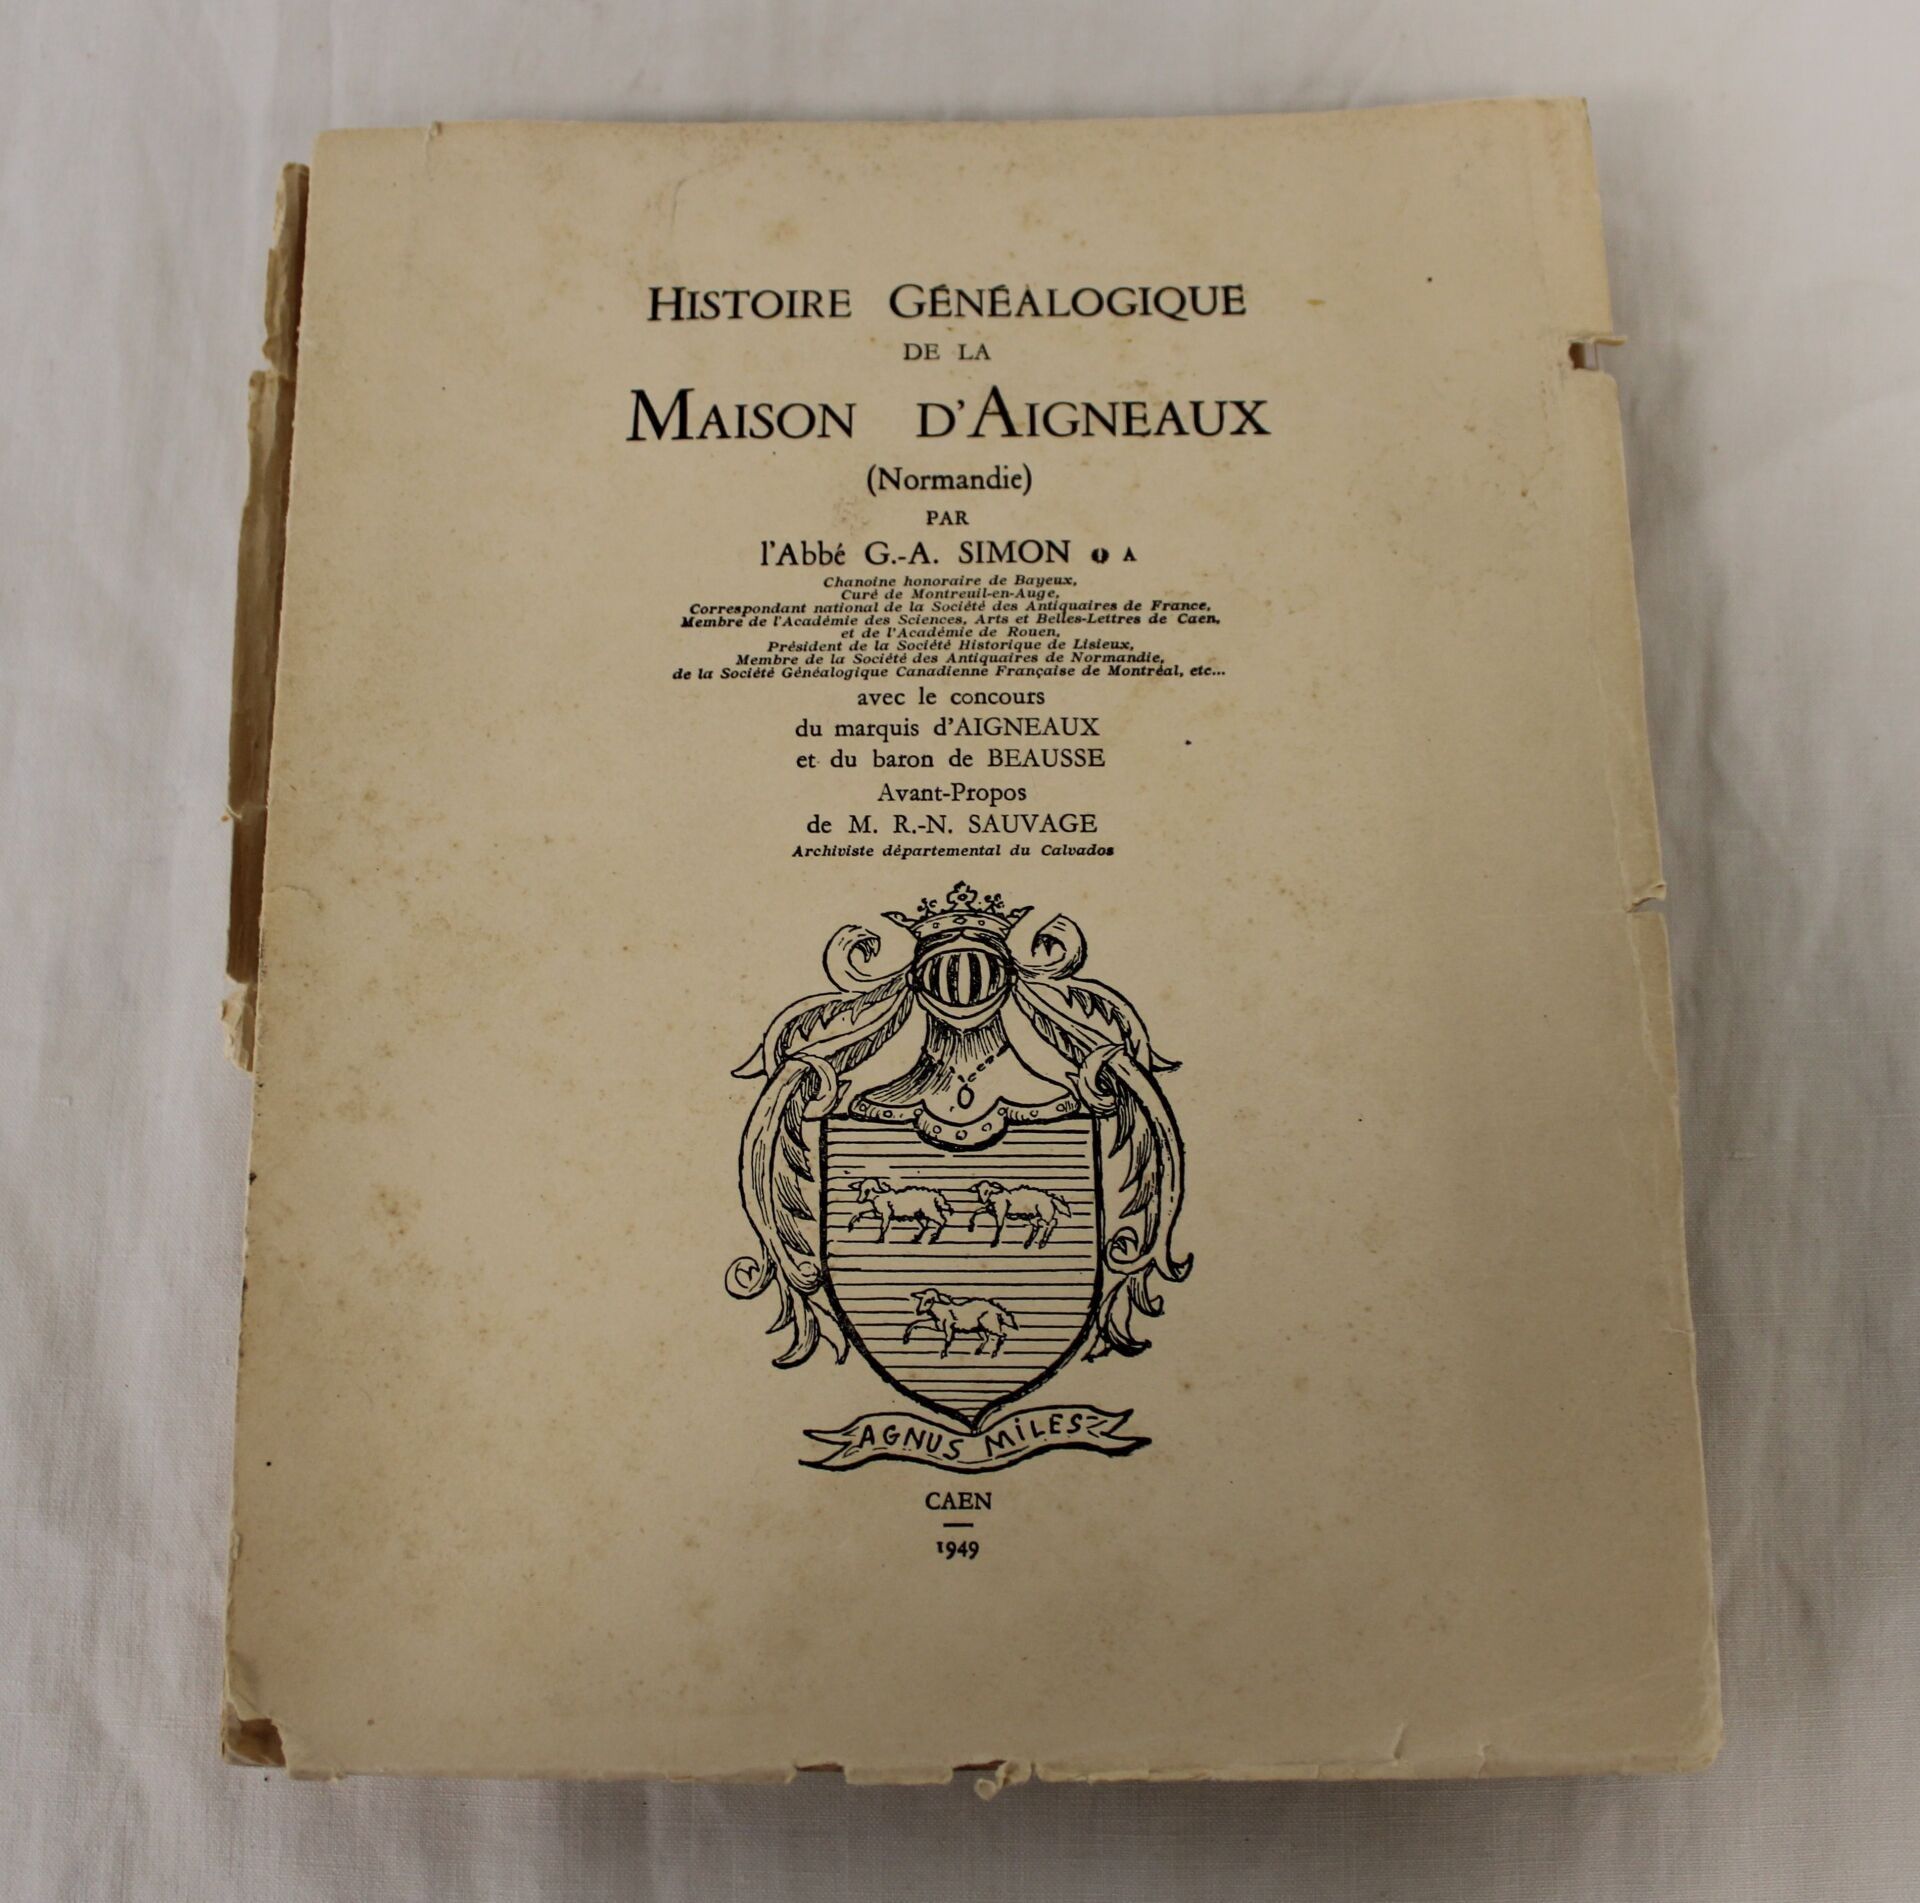 HISTOIRE GÉNÉALOGIQUE
DE LA
MAISON D'AIGNEAUX
(Normandie)
PAR
l'Abbé G.-A. SIMON O A
Chanoine honoraire de Bayeux,
Curé de Montreuil-en-Auge,
Correspondant national de la Société des Antiquaires de France,
Membre de l'Académie des Sciences, Arts et Belles-Lettres de Caen,
et de l'Académie de Rouen,
Président de la Société Historique de Lisieux,
Membre de la Société des Antiquaires de Normandie,
de la Société Généalogique Canadienne Française de Montréal, etc...
avec le concours
du marquis d'AIGNEAUX
et du baron de BEAUSSE
Avant-Propos
de M. R.-N. SAUVAGE
Archiviste départemental du Calvados
AGNUS MiLES
CAEN
1949